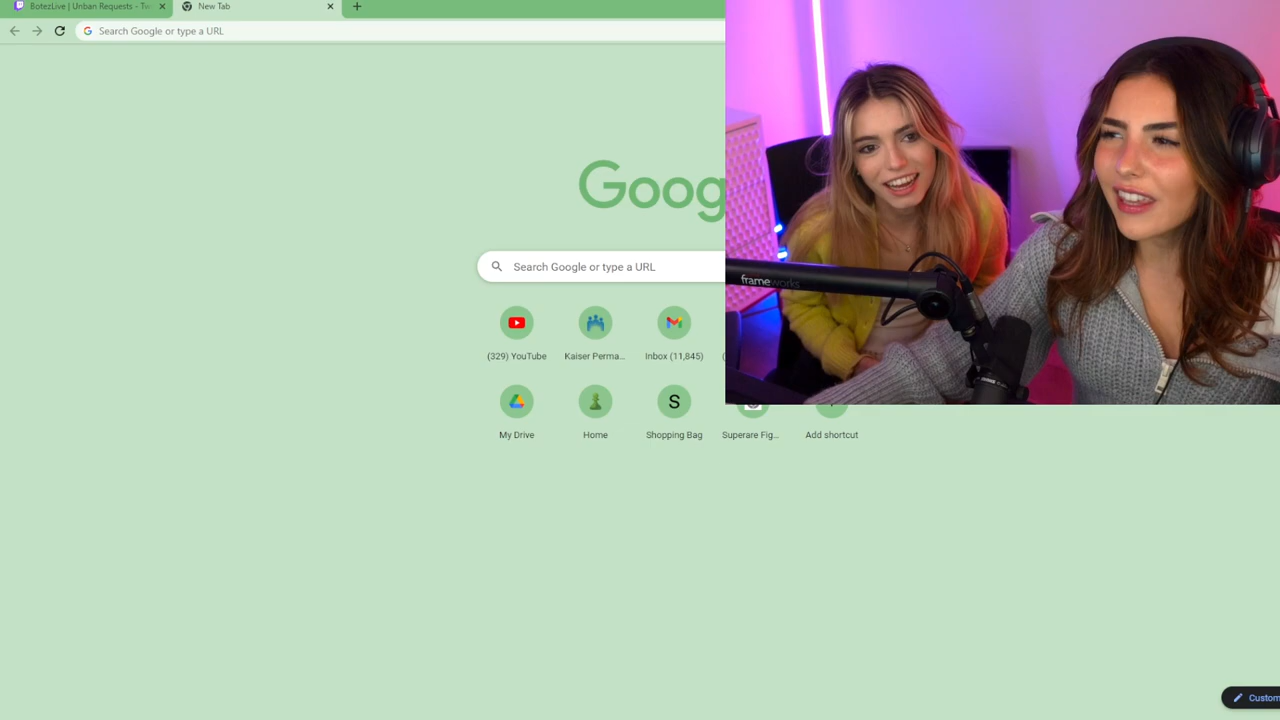 BotezLive | Urban Requests - Tw
New Tab
Search Google or type a URL
Goog
Search Google or type a URL
(329) YouTube
Kaiser Perma...
Inbox (11,845)
(
My Drive
Home
S
Shopping Bag
Superare Fig...
Add shortcut
frameworks
Custom